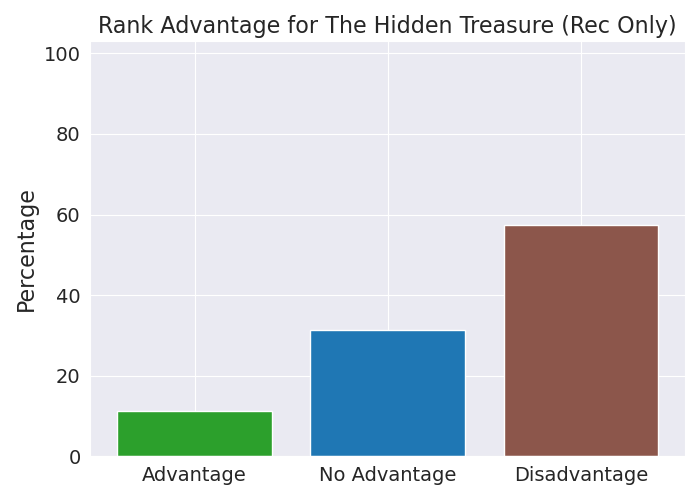 Rank Advantage for The Hidden Treasure (Rec Only)
Percentage
100
80
60
40
20
0
Advantage
No Advantage
Disadvantage